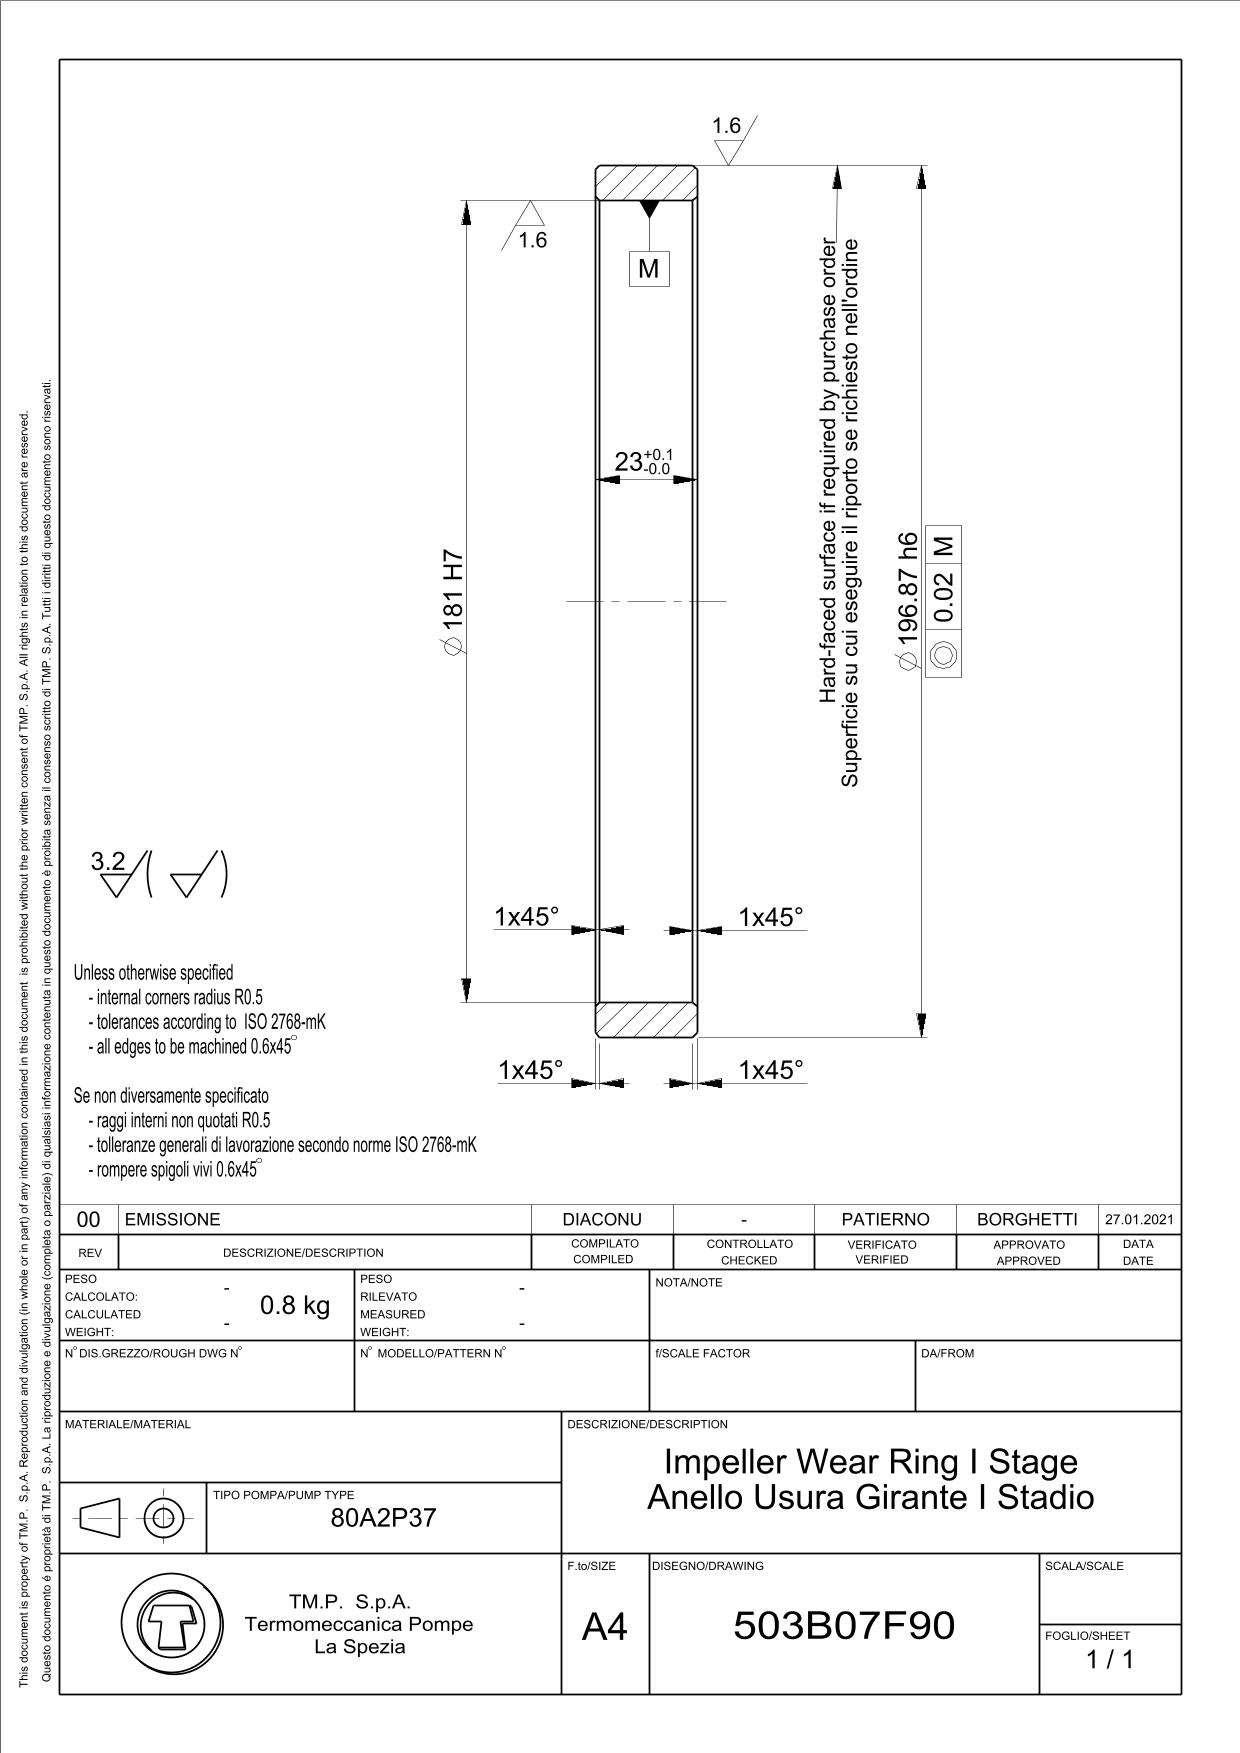 1.6
1.6
M
Hard-faced surface if required by purchase order
Superficie su cui eseguire il riporto se richiesto nell'ordine
23 +0.1 -0.0
⌀ 181 H7
⌀ 196.87 h6
◎ 0.02 M
3.2
1x45° 1x45°
1x45° 1x45°
Unless otherwise specified
- internal corners radius R0.5
- tolerances according to ISO 2768-mK
- all edges to be machined 0.6x45°
Se non diversamente specificato
- raggi interni non quotati R0.5
- tolleranze generali di lavorazione secondo norme ISO 2768-mK
- rompere spigoli vivi 0.6x45°
This document is property of TM.P. S.p.A. Reproduction and divulgation (in whole or in part) of any information contained in this document is prohibited without the prior written consent of TMP. S.p.A. All rights in relation to this document are reserved.
Questo documento è proprietà di TM.P. S.p.A. La riproduzione e divulgazione (completa o parziale) di qualsiasi informazione contenuta in questo documento è proibita senza il consenso scritto di TMP. S.p.A. Tutti i diritti di questo documento sono riservati.
00 EMISSIONE DIACONU - PATIERNO BORGHETTI 27.01.2021
REV DESCRIZIONE/DESCRIPTION
COMPILATO CONTROLLATO VERIFICATO APPROVATO DATA
COMPILED CHECKED VERIFIED APPROVED DATE
PESO
CALCOLATO: -
CALCULATED
WEIGHT: -
0.8 kg
PESO
RILEVATO -
MEASURED
WEIGHT: -
NOTA/NOTE
N° DIS.GREZZO/ROUGH DWG N°
N° MODELLO/PATTERN N°
f/SCALE FACTOR
DA/FROM
MATERIALE/MATERIAL
DESCRIZIONE/DESCRIPTION
Impeller Wear Ring I Stage
Anello Usura Girante I Stadio
TIPO POMPA/PUMP TYPE
80A2P37
TM.P. S.p.A.
Termomeccanica Pompe
La Spezia
F.to/SIZE
A4
DISEGNO/DRAWING
503B07F90
SCALA/SCALE
FOGLIO/SHEET
1 / 1